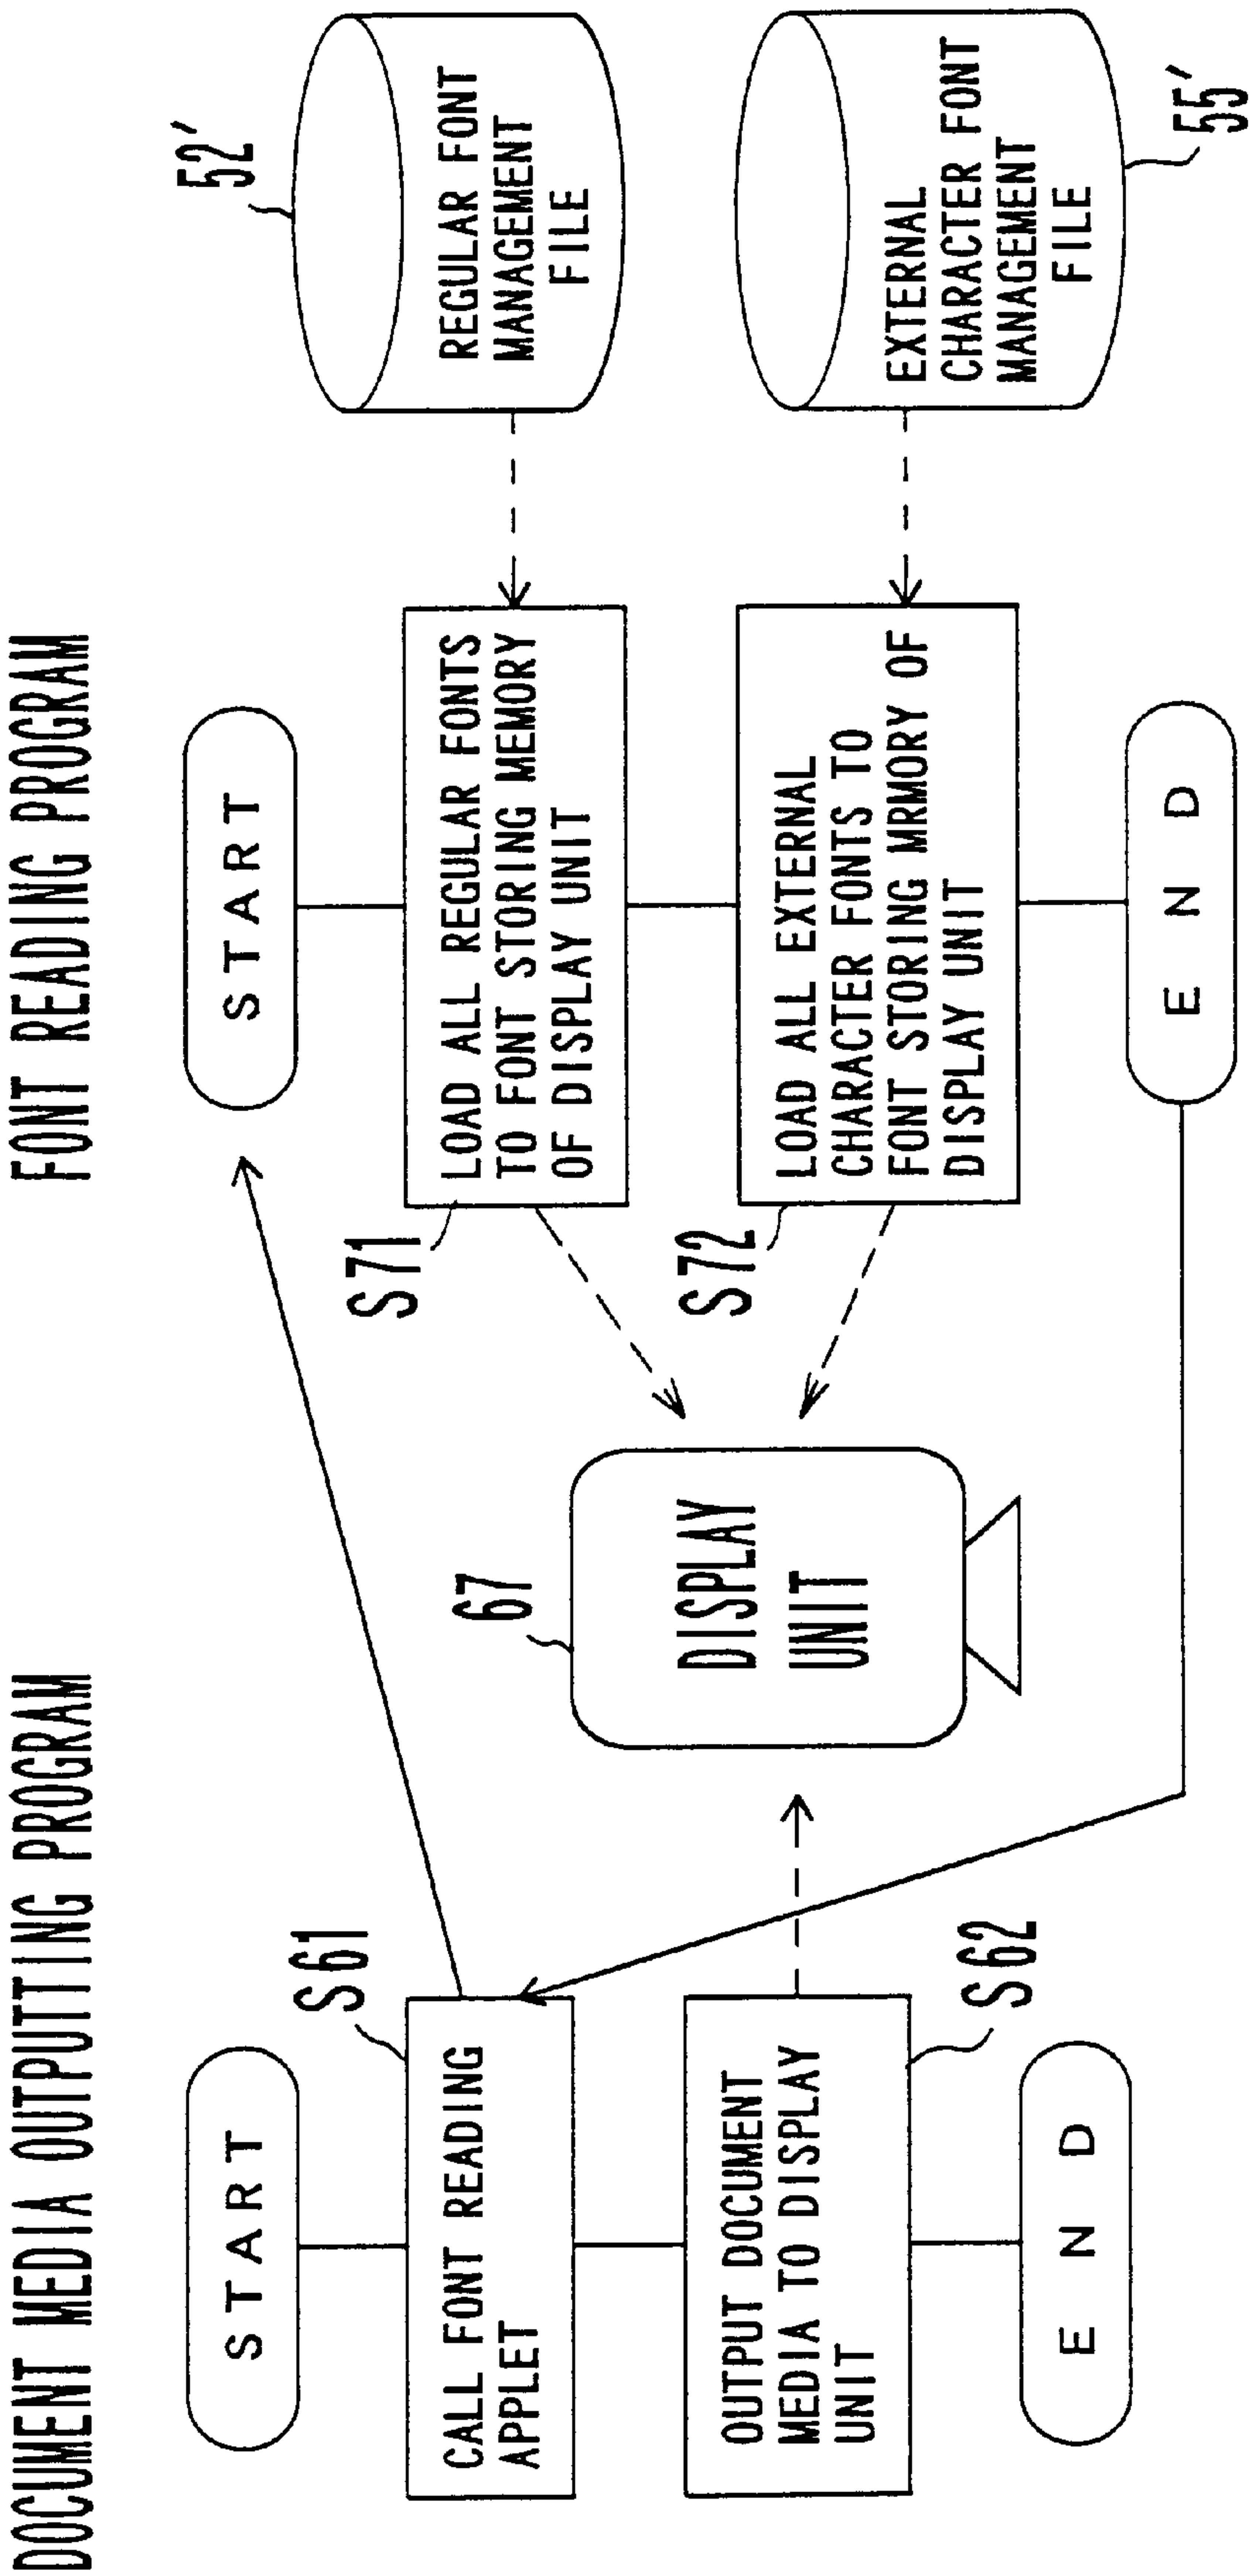 DOCUMENT MEDIA OUTPUTTING PROGRAM
START
S61
CALL FONT READING
APPLET
OUTPUT DOCUMENT
MEDIA TO DISPLAY
UNIT
S62
END
67
DISPLAY
UNIT
FONT READING PROGRAM
START
S71
LOAD ALL REGULAR FONTS
TO FONT STORING MEMORY
OF DISPLAY UNIT
S72
LOAD ALL EXTERNAL
CHARACTER FONTS TO
FONT STORING MRMORY OF
DISPLAY UNIT
END
52'
REGULAR FONT
MANAGEMENT
FILE
EXTERNAL
CHARACTER FONT
MANAGEMENT
FILE
55'